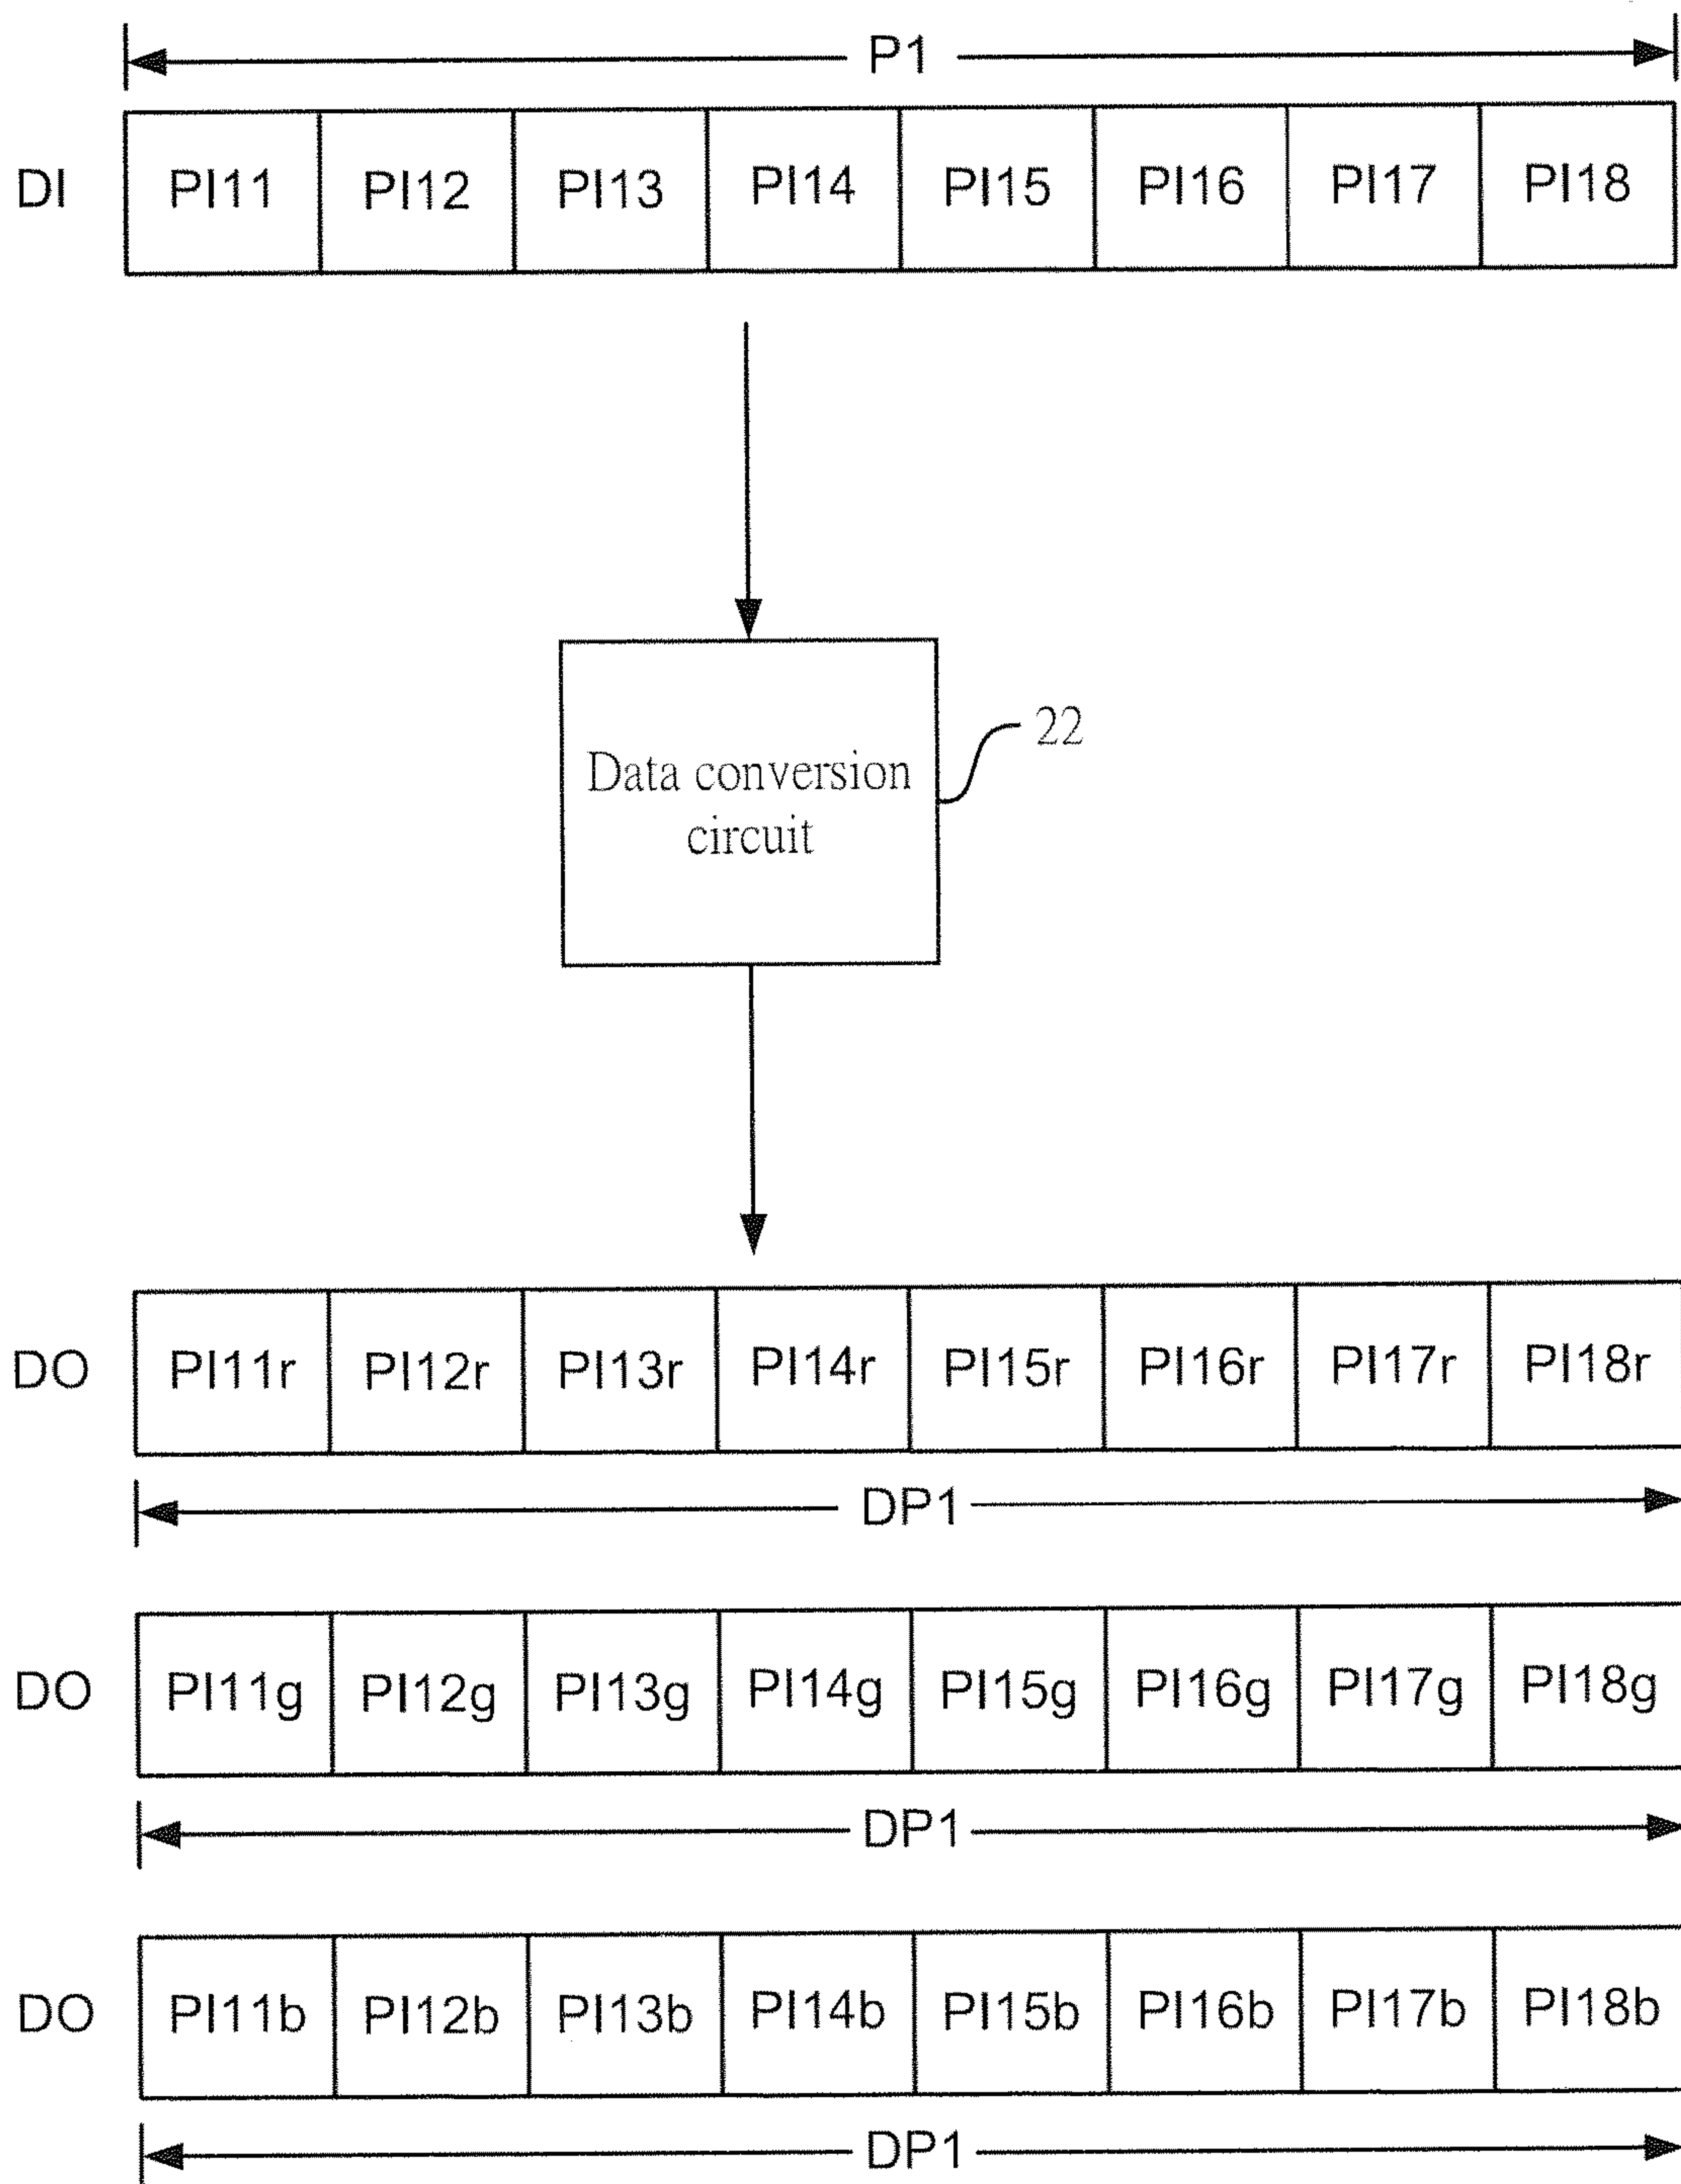 P1
DI PI11 PI12 PI13 PI14 PI15 PI16 PI17 PI18
22
Data conversion
circuit
DO PI11r PI12r PI13r PI14r PI15r PI16r PI17r PI18r
DP1
DO PI11g PI12g PI13g PI14g PI15g PI16g PI17g PI18g
DP1
DO PI11b PI12b PI13b PI14b PI15b PI16b PI17b PI18b
DP1